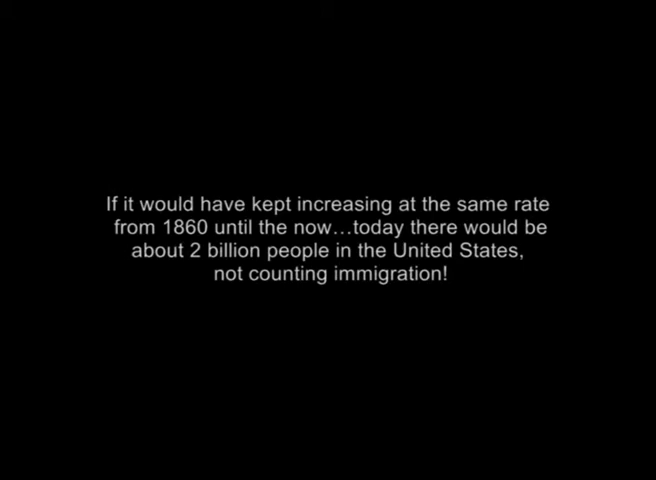 If it would have kept increasing at the same rate
from 1860 until the now...today there would be
about 2 billion people in the United States,
not counting immigration!